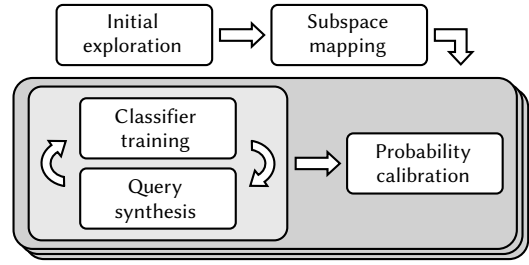 Initial
exploration
Subspace
mapping
Classifier
training
Query
synthesis
Probability
calibration